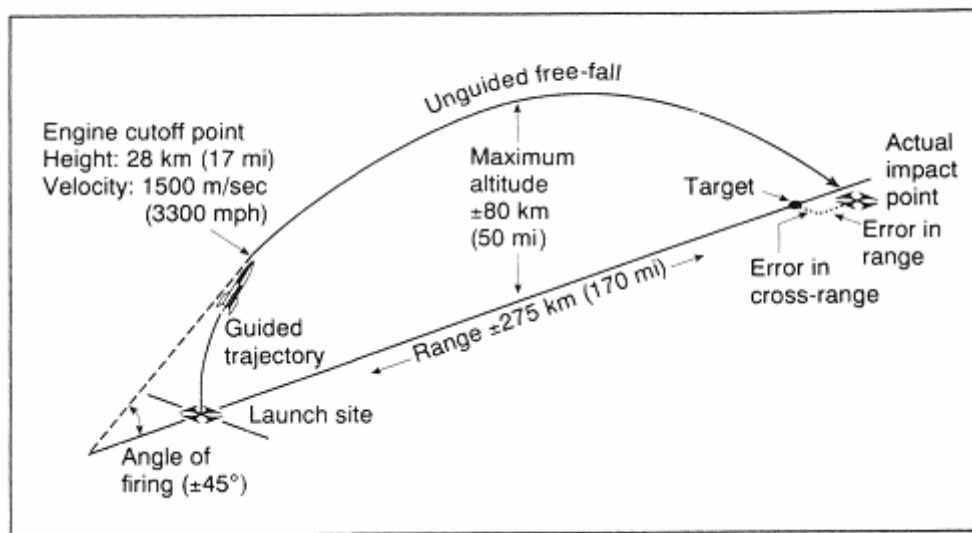 Unguided free-fall
Engine cutoff point
Height: 28 km (17 mi)
Velocity: 1500 m/sec
(3300 mph)
Maximum
altitude
±80 km
(50 mi)
Actual
impact
point
Target
Error in
range
Error in
cross-range
Range ±275 km (170 mi)
Guided
trajectory
Launch site
Angle of
firing (±45°)